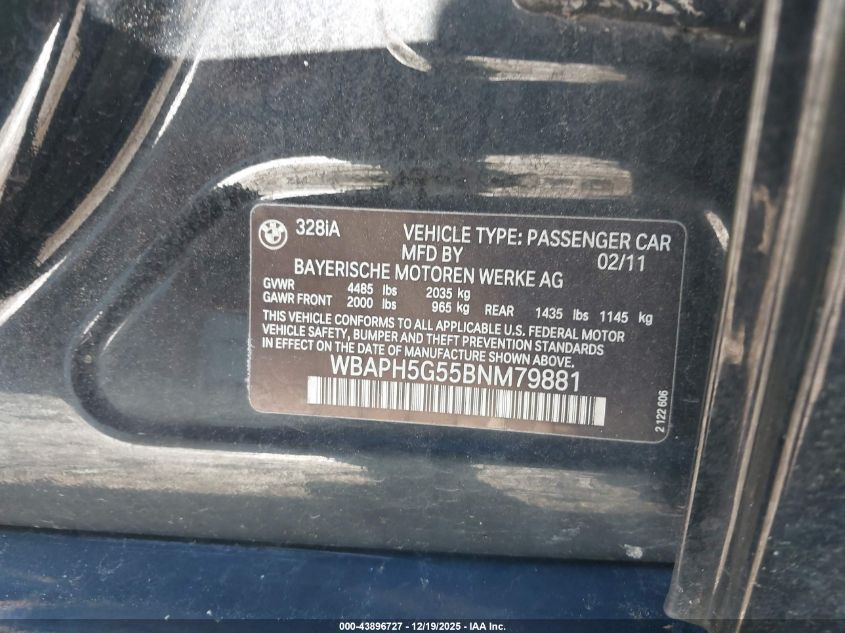 328iA VEHICLE TYPE: PASSENGER CAR
MFD BY 02/11
BAYERISCHE MOTOREN WERKE AG
GVWR 4485 lbs 2035 kg
GAWR FRONT 2000 lbs 965 kg REAR 1435 lbs 1145 kg
THIS VEHICLE CONFORMS TO ALL APPLICABLE U.S. FEDERAL MOTOR
VEHICLE SAFETY, BUMPER AND THEFT PREVENTION STANDARDS
IN EFFECT ON THE DATE OF MANUFACTURE SHOWN ABOVE.
WBAPH5G55BNM79881
2 122 606
000-43896727 - 12/19/2025 - © IAA Inc.